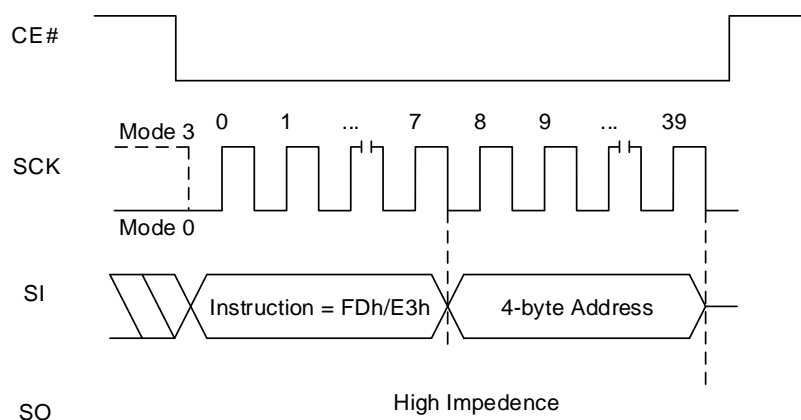 CE#
0 1 ... 7 8 9 ... 39
Mode 3
SCK
Mode 0
SI
Instruction = FDh/E3h 4-byte Address
High Impedence
SO